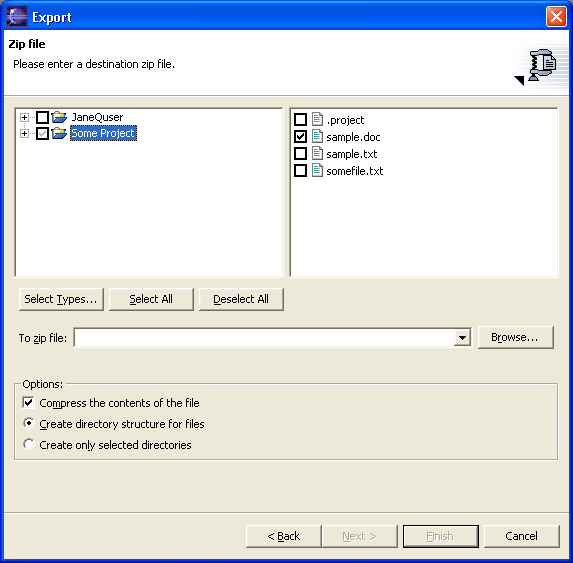 Export
Zip file
Please enter a destination zip file.
JaneQuser
Some Project
.project
sample.doc
sample.txt
somefile.txt
Select Types... Select All Deselect All
To zip file: Browse...
Options:
Compress the contents of the file
Create directory structure for files
Create only selected directories
< Back Next > Finish Cancel